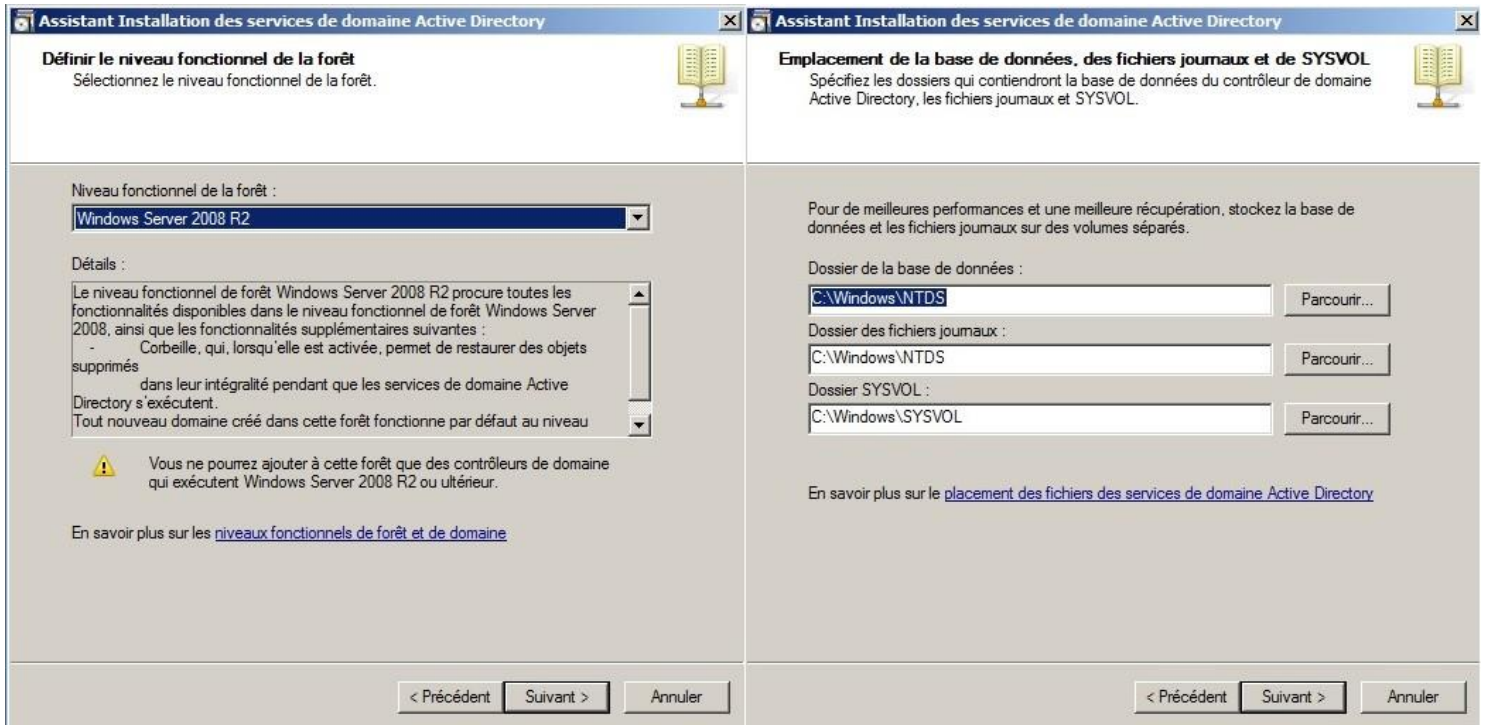 Assistant Installation des services de domaine Active Directory
Définir le niveau fonctionnel de la forêt
Sélectionnez le niveau fonctionnel de la forêt.
Niveau fonctionnel de la forêt :
Windows Server 2008 R2
Détails :
Le niveau fonctionnel de forêt Windows Server 2008 R2 procure toutes les
fonctionnalités disponibles dans le niveau fonctionnel de forêt Windows Server
2008, ainsi que les fonctionnalités supplémentaires suivantes :
- Corbeille, qui, lorsqu'elle est activée, permet de restaurer des objets
supprimés
dans leur intégralité pendant que les services de domaine Active
Directory s'exécutent.
Tout nouveau domaine créé dans cette forêt fonctionne par défaut au niveau
Vous ne pourrez ajouter à cette forêt que des contrôleurs de domaine
qui exécutent Windows Server 2008 R2 ou ultérieur.
En savoir plus sur les niveaux fonctionnels de forêt et de domaine
< Précédent
Suivant >
Annuler
Assistant Installation des services de domaine Active Directory
Emplacement de la base de données, des fichiers journaux et de SYSVOL
Spécifiez les dossiers qui contiendront la base de données du contrôleur de domaine
Active Directory, les fichiers journaux et SYSVOL.
Pour de meilleures performances et une meilleure récupération, stockez la base de
données et les fichiers journaux sur des volumes séparés.
Dossier de la base de données :
C:\Windows\NTDS
Parcourir...
Dossier des fichiers journaux :
C:\Windows\NTDS
Parcourir...
Dossier SYSVOL :
C:\Windows\SYSVOL
Parcourir...
En savoir plus sur le placement des fichiers des services de domaine Active Directory
< Précédent
Suivant >
Annuler